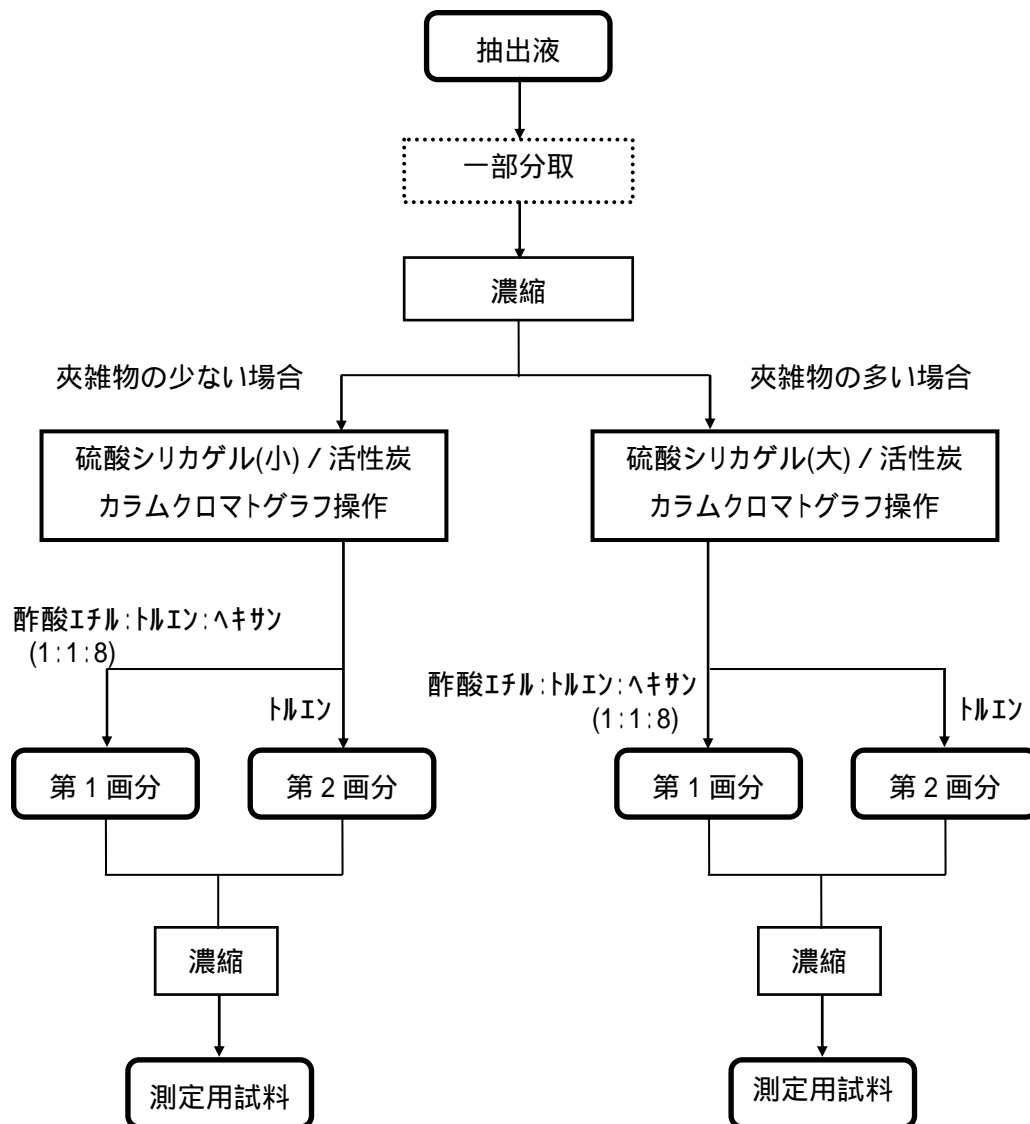 抽出液
一部分取
濃縮
夾雑物の少ない場合
夾雑物の多い場合
硫酸シリカゲル(小) / 活性炭
カラムクロマトグラフ操作
硫酸シリカゲル(大) / 活性炭
カラムクロマトグラフ操作
酢酸ｴﾁﾙ:ﾄﾙｴﾝ:ﾍｷｻﾝ
(1:1:8)
ﾄﾙｴﾝ
酢酸ｴﾁﾙ:ﾄﾙｴﾝ:ﾍｷｻﾝ
(1:1:8)
ﾄﾙｴﾝ
第 1 画分
第 2 画分
第 1 画分
第 2 画分
濃縮
濃縮
測定用試料
測定用試料